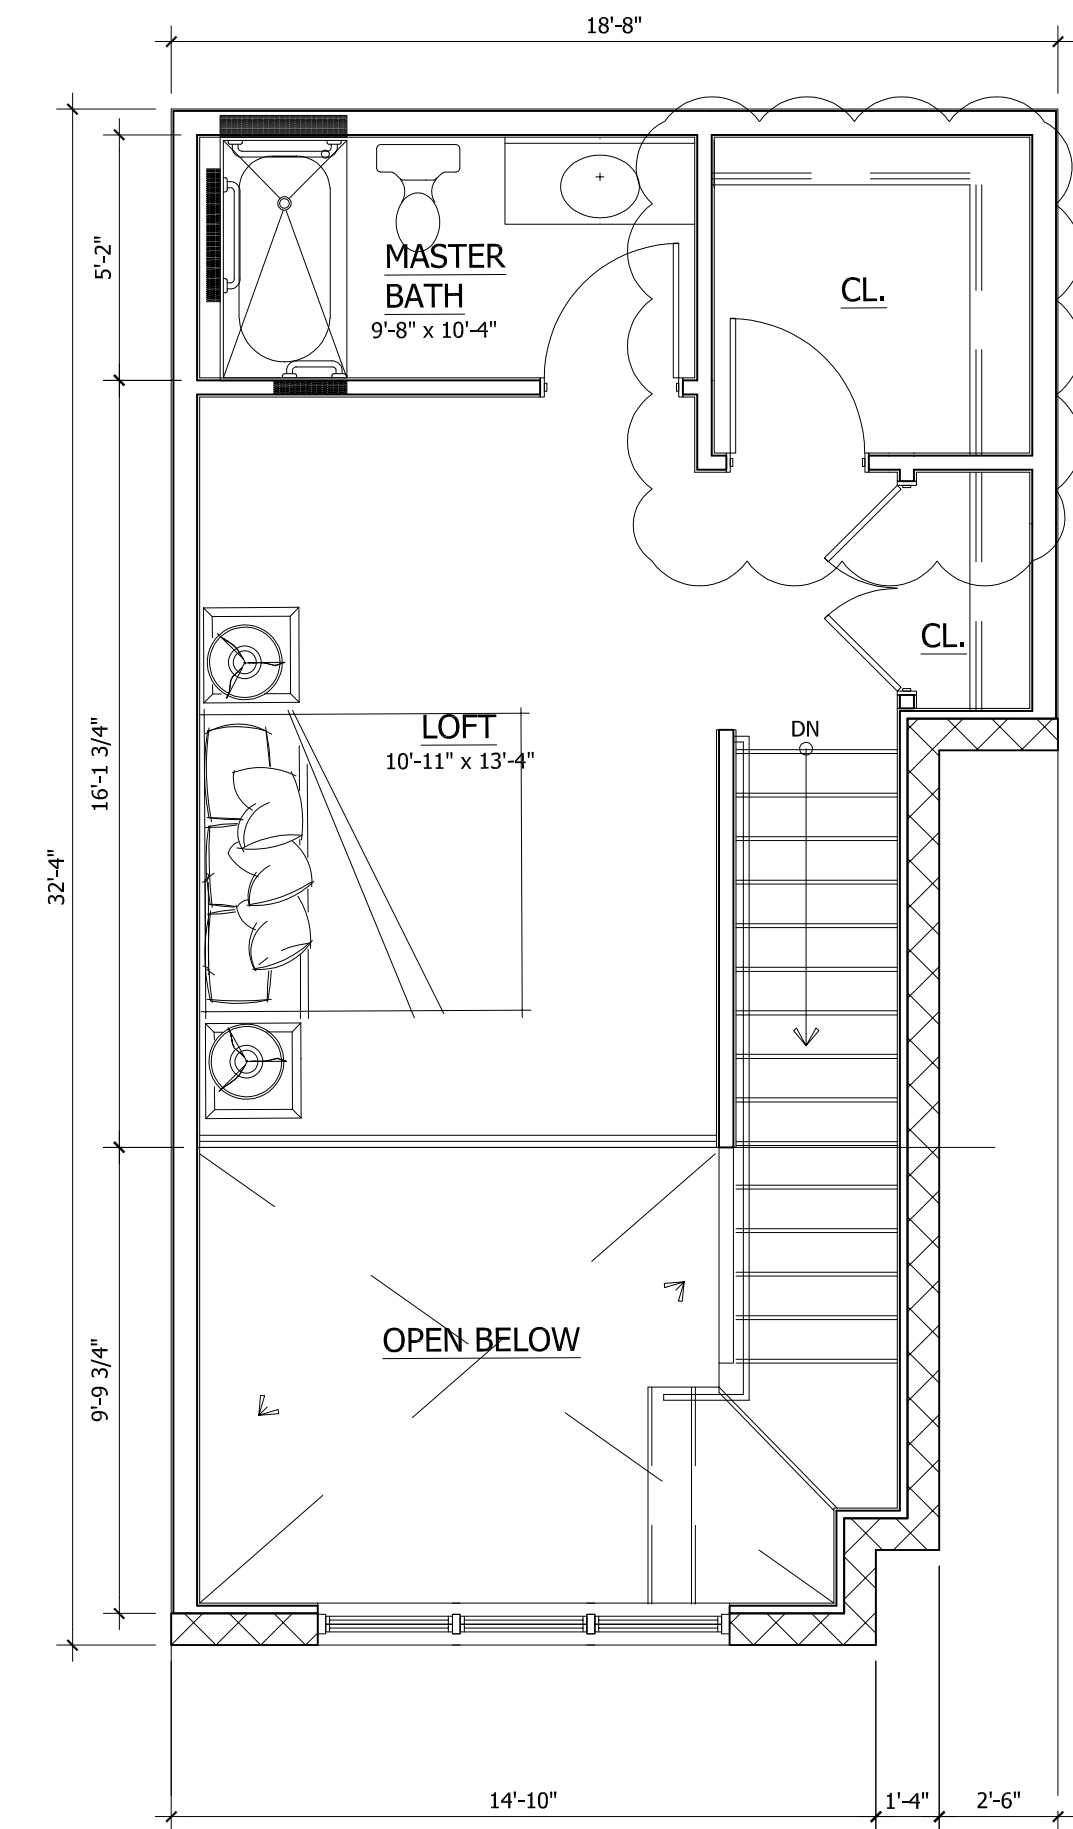 18'-8"
5'-2"
MASTER
BATH
9'-8" x 10'-4"
CL.
CL.
16'-1 3/4"
LOFT
10'-11" x 13'-4"
DN
32'-4"
9'-9 3/4"
OPEN BELOW
14'-10"
1'-4"
2'-6"